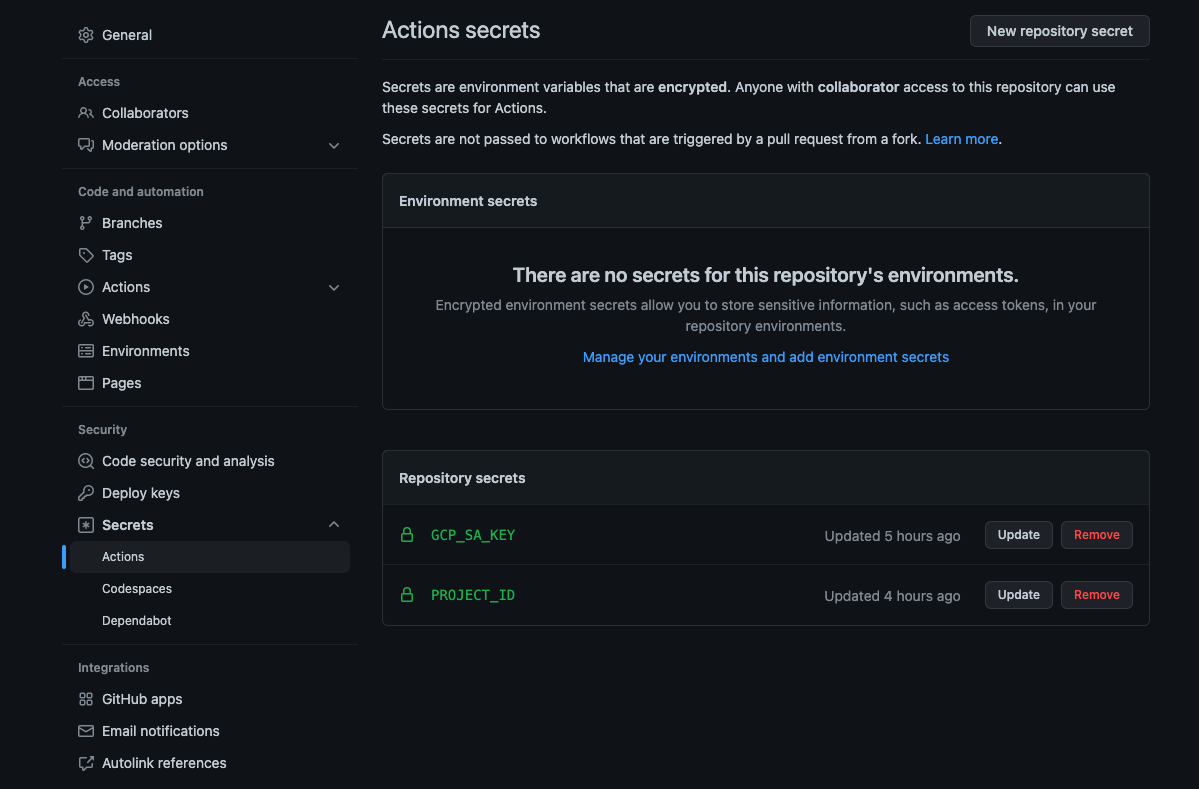 General
Access
Collaborators
Moderation options
Code and automation
Branches
Tags
Actions
Webhooks
Environments
Pages
Security
Code security and analysis
Deploy keys
Secrets
Actions
Codespaces
Dependabot
Integrations
GitHub apps
Email notifications
Autolink references
Actions secrets
New repository secret
Secrets are environment variables that are encrypted. Anyone with collaborator access to this repository can use
these secrets for Actions.
Secrets are not passed to workflows that are triggered by a pull request from a fork. Learn more.
Environment secrets
There are no secrets for this repository's environments.
Encrypted environment secrets allow you to store sensitive information, such as access tokens, in your
repository environments.
Manage your environments and add environment secrets
Repository secrets
GCP_SA_KEY Updated 5 hours ago Update Remove
PROJECT_ID Updated 4 hours ago Update Remove